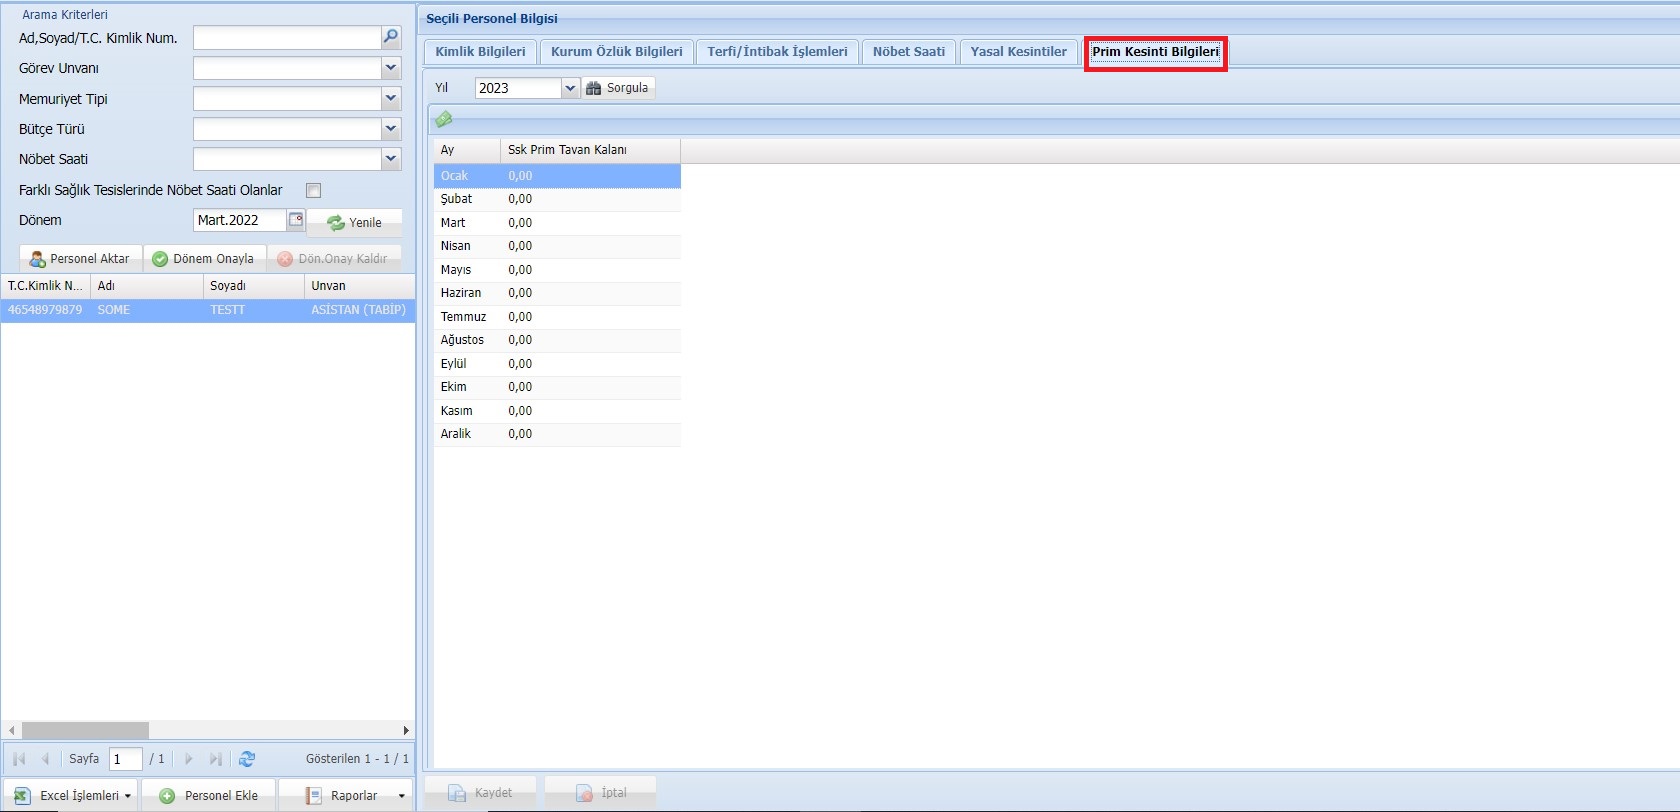 Arama Kriterleri
Ad,Soyad/T.C. Kimlik Num.
Görev Unvanı
Memuriyet Tipi
Bütçe Türü
Nöbet Saati
Farklı Sağlık Tesislerinde Nöbet Saati Olanlar
Dönem Mart.2022 Yenile
Personel Aktar Dönem Onayla Dön.Onay Kaldır
T.C.Kimlik N... Adı Soyadı Unvan
46548979879 SOME TESTT ASİSTAN (TABİP)
Sayfa 1 / 1 Gösterilen 1 - 1 / 1
Excel İşlemleri Personel Ekle Raporlar
Seçili Personel Bilgisi
Kimlik Bilgileri Kurum Özlük Bilgileri Terfi/İntibak İşlemleri Nöbet Saati Yasal Kesintiler Prim Kesinti Bilgileri
Yıl 2023 Sorgula
Ay Ssk Prim Tavan Kalanı
Ocak 0,00
Şubat 0,00
Mart 0,00
Nisan 0,00
Mayıs 0,00
Haziran 0,00
Temmuz 0,00
Ağustos 0,00
Eylül 0,00
Ekim 0,00
Kasım 0,00
Aralik 0,00
Kaydet İptal